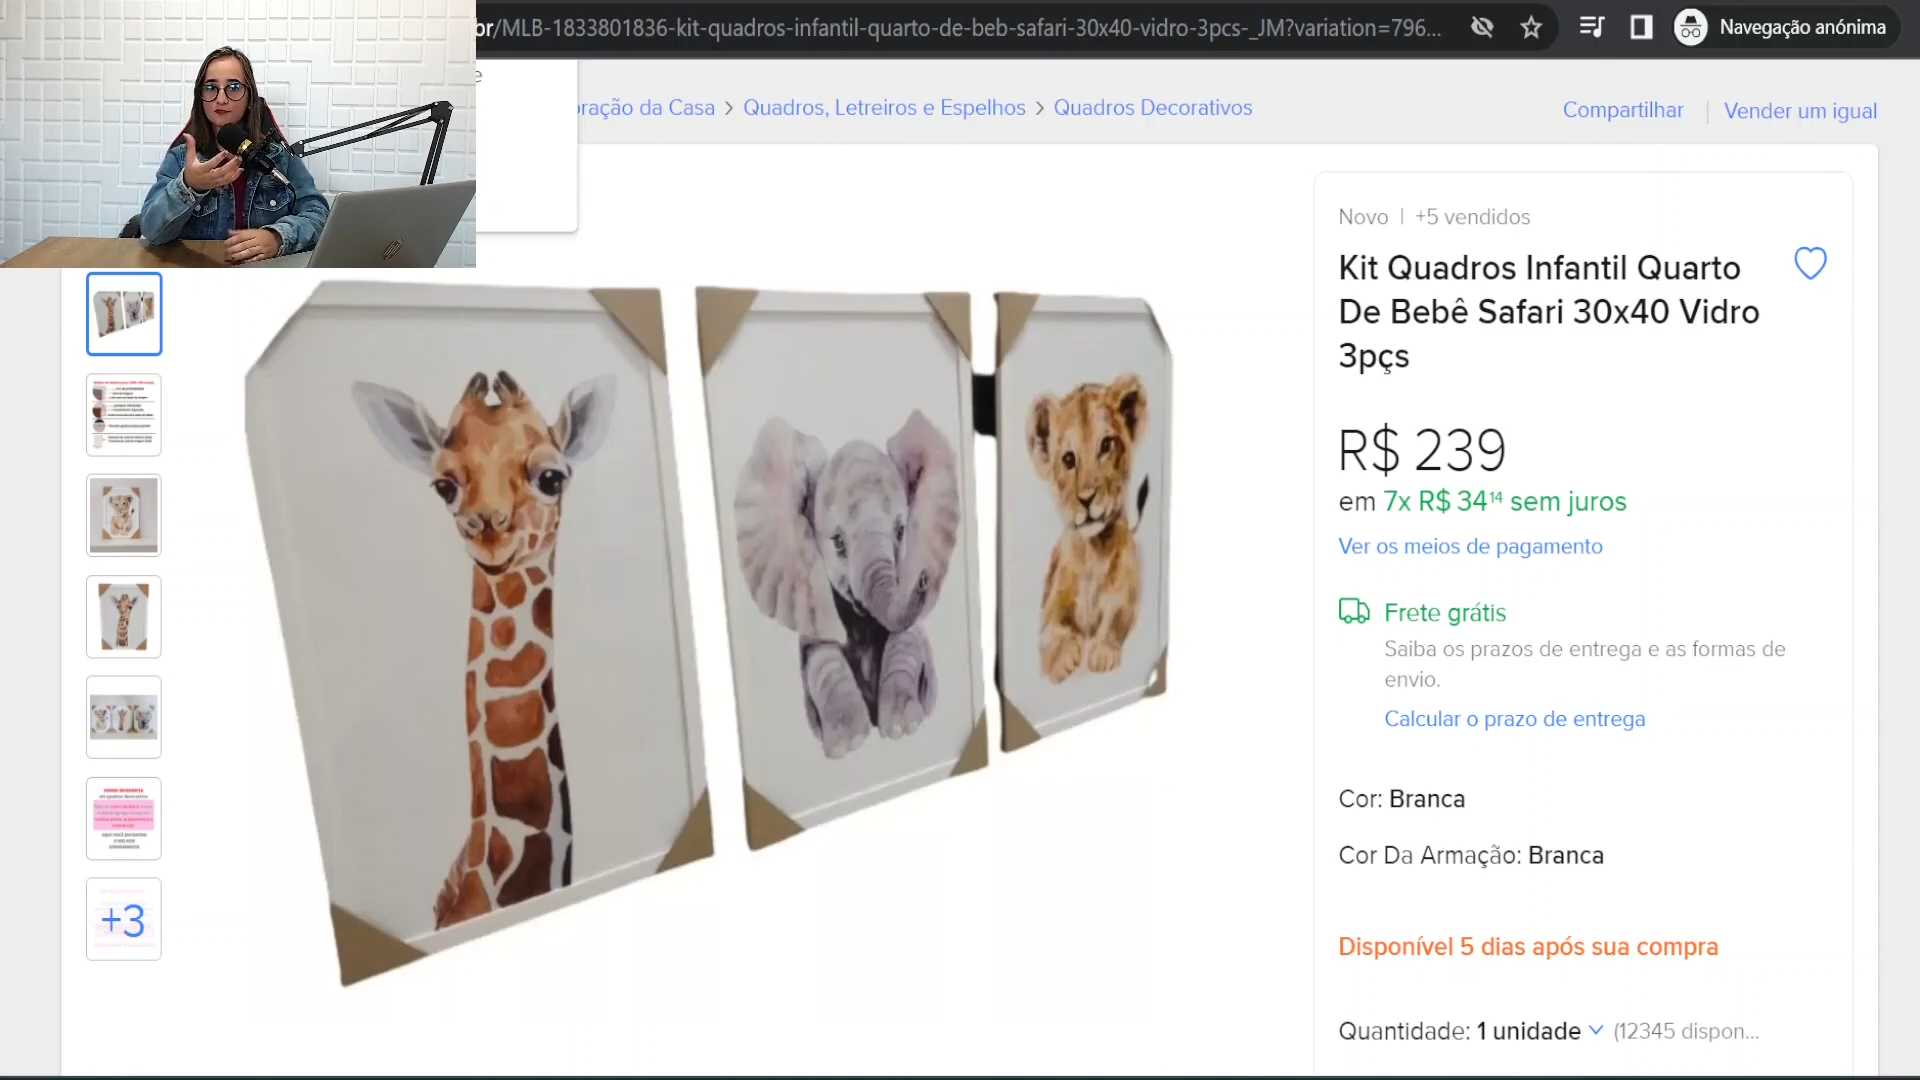 or/MLB-1833801836-kit-quadros-infantil-quarto-de-beb-safari-30x40-vidro-3pcs-_JM?variation=796...
Navegação anónima
e
oração da Casa > Quadros, Letreiros e Espelhos > Quadros Decorativos
Compartilhar | Vender um igual
Novo | +5 vendidos
Kit Quadros Infantil Quarto
De Bebê Safari 30x40 Vidro
3pçs
R$ 239
em 7x R$ 34¹⁴ sem juros
Ver os meios de pagamento
Frete grátis
Saiba os prazos de entrega e as formas de
envio.
Calcular o prazo de entrega
Cor: Branca
Cor Da Armação: Branca
Disponível 5 dias após sua compra
Quantidade: 1 unidade (12345 dispon...
+3